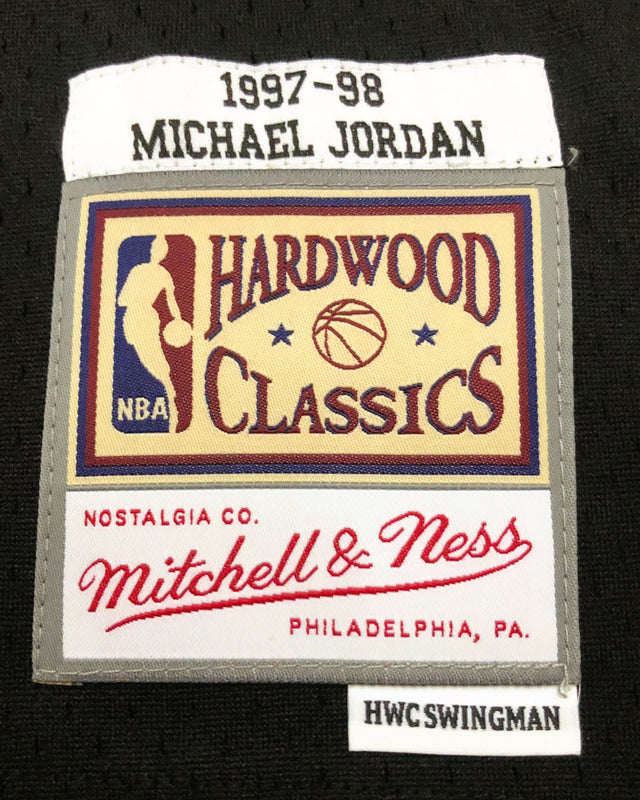 1997-98
MICHAEL JORDAN
HARDWOOD
CLASSICS
NBA
NOSTALGIA CO.
Mitchell & Ness
PHILADELPHIA, PA.
HWC SWINGMAN